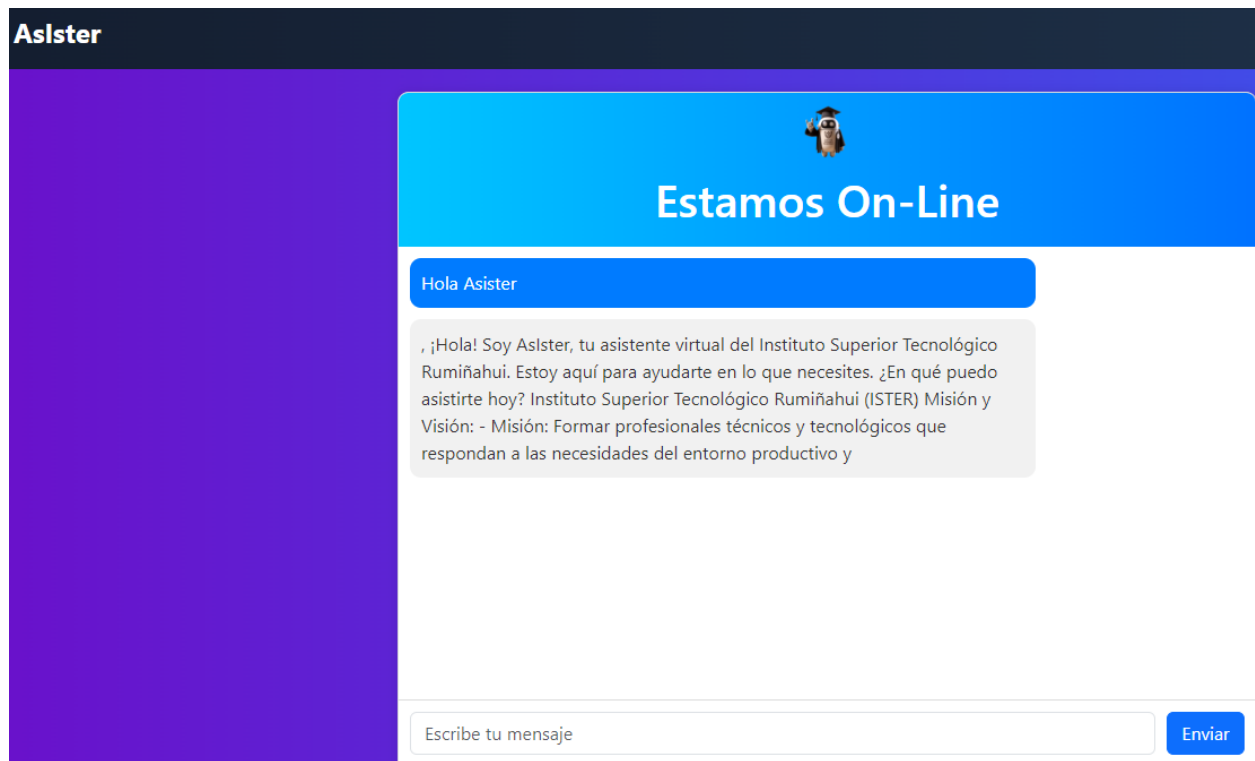 AsIster
Estamos On-Line
Hola Asister
, ¡Hola! Soy AsIster, tu asistente virtual del Instituto Superior Tecnológico
Rumiñahui. Estoy aquí para ayudarte en lo que necesites. ¿En qué puedo
asistirte hoy? Instituto Superior Tecnológico Rumiñahui (ISTER) Misión y
Visión: - Misión: Formar profesionales técnicos y tecnológicos que
respondan a las necesidades del entorno productivo y
Escribe tu mensaje
Enviar